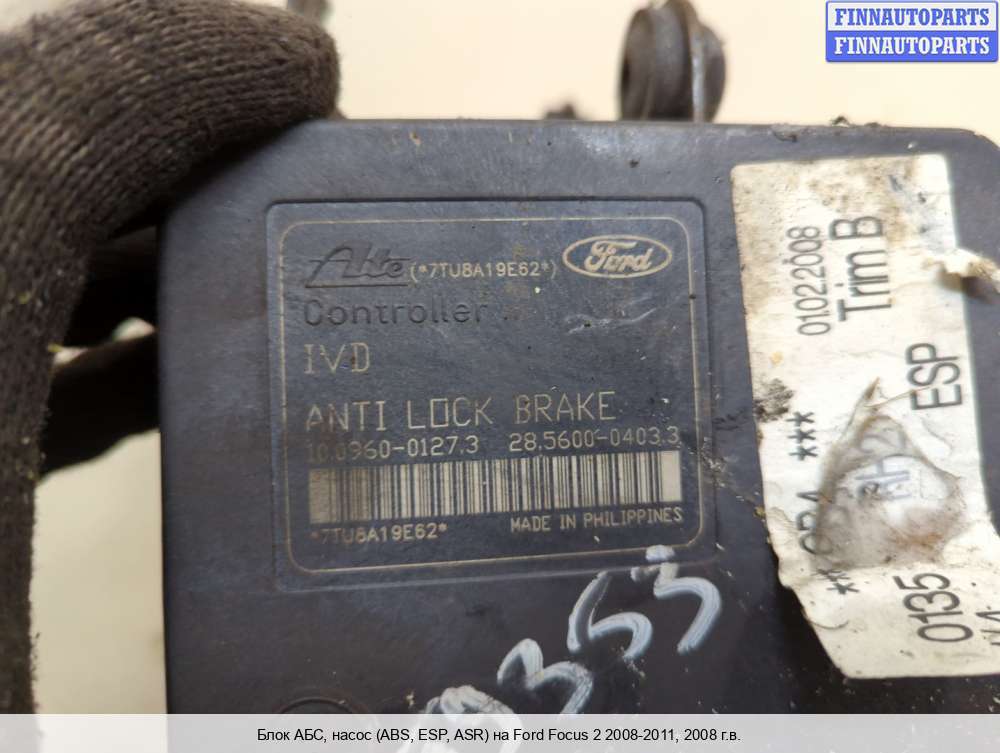 FINNAUTOPARTS
FINNAUTOPARTS
Ate (*7TU8A19E62*) Ford
Controller
IVD
ANTI LOCK BRAKE
10.0960-0127.3 28.5600-0403.3
*7TU8A19E62*
MADE IN PHILIPPINES
01022008
Trim B
***
ESP
0135
Блок АБС, насос (ABS, ESP, ASR) на Ford Focus 2 2008-2011, 2008 г.в.